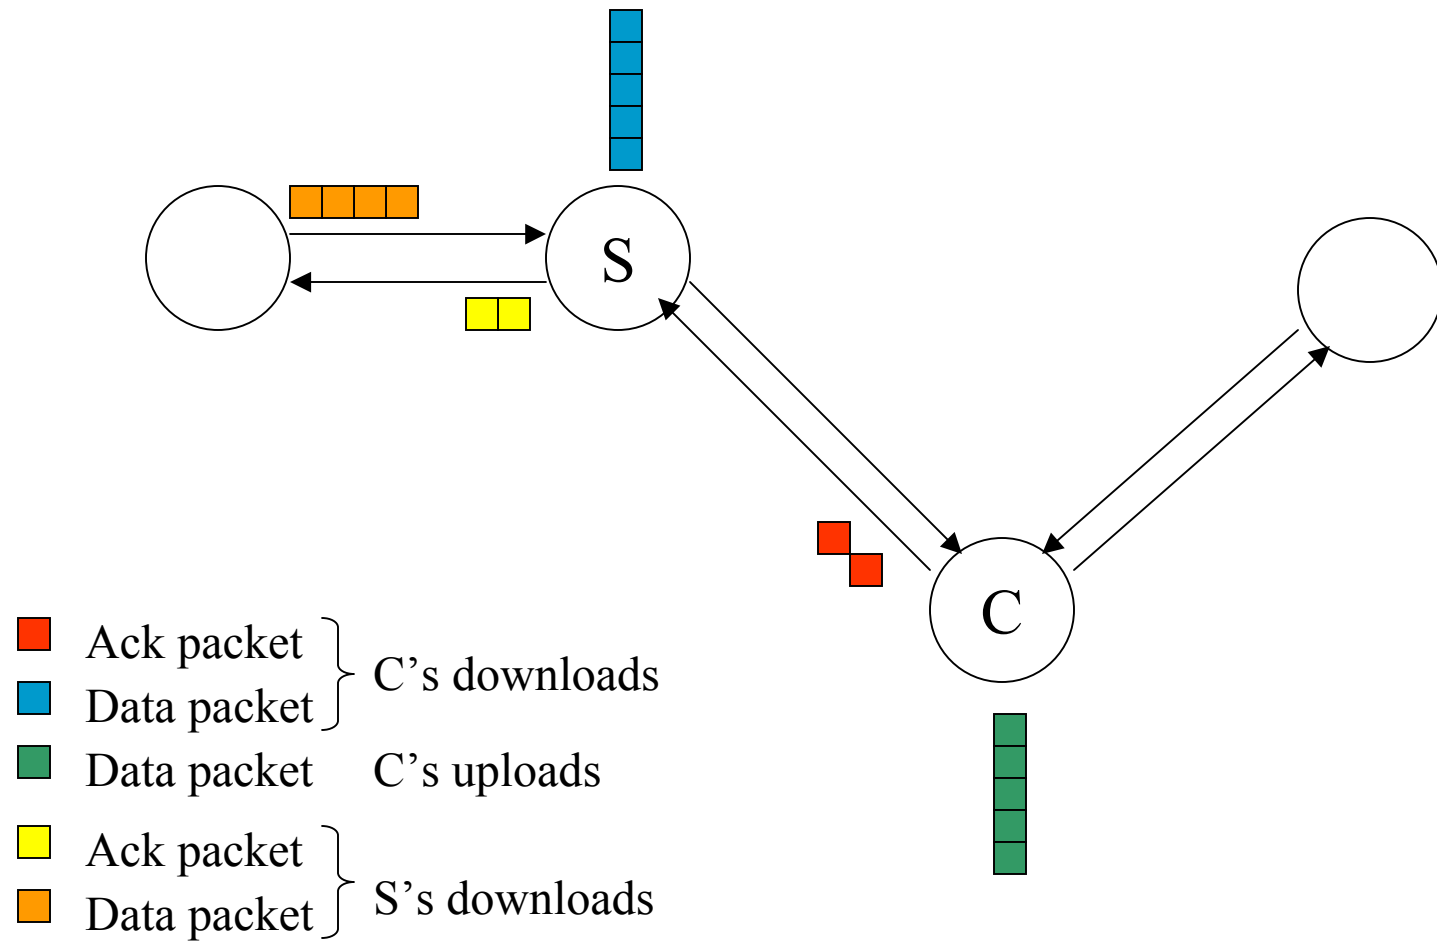 S
C
Ack packet
C’s downloads
Data packet
Data packet C’s uploads
Ack packet
S’s downloads
Data packet